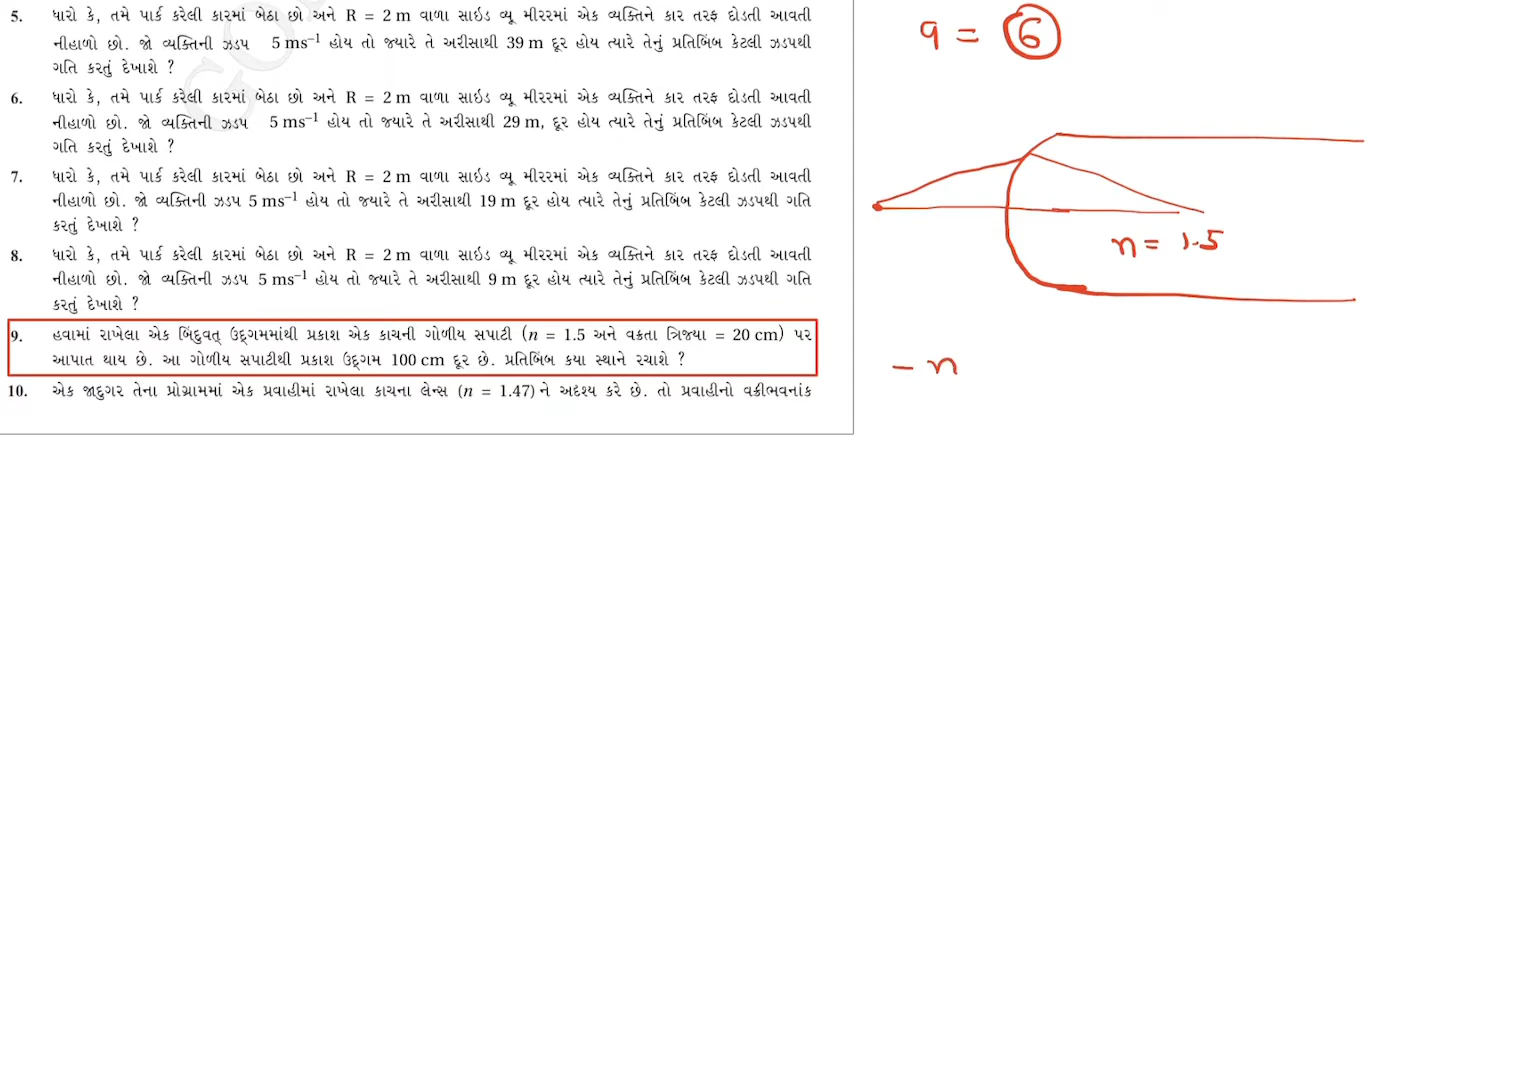 5. ધારો કે, તમે પાર્ક કરેલી કારમાં બેઠા છો અને R = 2 m વાળા સાઇડ વ્યૂ મીરરમાં એક વ્યક્તિને કાર તરફ દોડતી આવતી
નીહાળો છો. જો વ્યક્તિની ઝડપ 5 ms⁻¹ હોય તો જ્યારે તે અરીસાથી 39 m દૂર હોય ત્યારે તેનું પ્રતિબિંબ કેટલી ઝડપથી
ગતિ કરતું દેખાશે ?
6. ધારો કે, તમે પાર્ક કરેલી કારમાં બેઠા છો અને R = 2 m વાળા સાઇડ વ્યૂ મીરરમાં એક વ્યક્તિને કાર તરફ દોડતી આવતી
નીહાળો છો. જો વ્યક્તિની ઝડપ 5 ms⁻¹ હોય તો જ્યારે તે અરીસાથી 29 m, દૂર હોય ત્યારે તેનું પ્રતિબિંબ કેટલી ઝડપથી
ગતિ કરતું દેખાશે ?
7. ધારો કે, તમે પાર્ક કરેલી કારમાં બેઠા છો અને R = 2 m વાળા સાઇડ વ્યૂ મીરરમાં એક વ્યક્તિને કાર તરફ દોડતી આવતી
નીહાળો છો. જો વ્યક્તિની ઝડપ 5 ms⁻¹ હોય તો જ્યારે તે અરીસાથી 19 m દૂર હોય ત્યારે તેનું પ્રતિબિંબ કેટલી ઝડપથી ગતિ
કરતું દેખાશે ?
8. ધારો કે, તમે પાર્ક કરેલી કારમાં બેઠા છો અને R = 2 m વાળા સાઇડ વ્યૂ મીરરમાં એક વ્યક્તિને કાર તરફ દોડતી આવતી
નીહાળો છો. જો વ્યક્તિની ઝડપ 5 ms⁻¹ હોય તો જ્યારે તે અરીસાથી 9 m દૂર હોય ત્યારે તેનું પ્રતિબિંબ કેટલી ઝડપથી ગતિ
કરતું દેખાશે ?
9. હવામાં રાખેલા એક બિંદુવત્ ઉદ્દગમમાંથી પ્રકાશ એક કાચની ગોળીય સપાટી (n = 1.5 અને વક્રતા ત્રિજ્યા = 20 cm) પર
આપાત થાય છે. આ ગોળીય સપાટીથી પ્રકાશ ઉદ્દગમ 100 cm દૂર છે. પ્રતિબિંબ કયા સ્થાને રચાશે ?
10. એક જાદુગર તેના પ્રોગ્રામમાં એક પ્રવાહીમાં રાખેલા કાચના લેન્સ (n = 1.47) ને અદૃશ્ય કરે છે. તો પ્રવાહીનો વક્રીભવનાંક
9 = 6
n = 1.5
- n